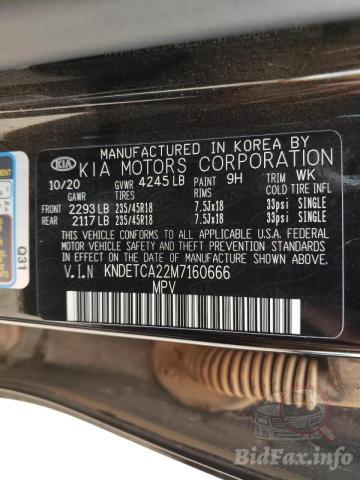 MANUFACTURED IN KOREA BY
KIA KIA MOTORS CORPORATION
10/20 GVWR 4245 LB PAINT 9H TRIM WK
GAWR TIRES RIMS COLD TIRE INFL
FRONT 2293 LB 235/45R18 7.5JX18 33psi SINGLE
REAR 2117 LB 235/45R18 7.5JX18 33psi SINGLE
THIS VEHICLE CONFORMS TO ALL APPLICABLE U.S.A FEDERAL
MOTOR VEHICLE SAFETY AND THEFT PREVENTION STANDARDS
IN EFFECT ON THE DATE OF MANUFACTURE SHOWN ABOVE.
V.I.N KNDETCA22M7160666
MPV
Q31
BidFax.info